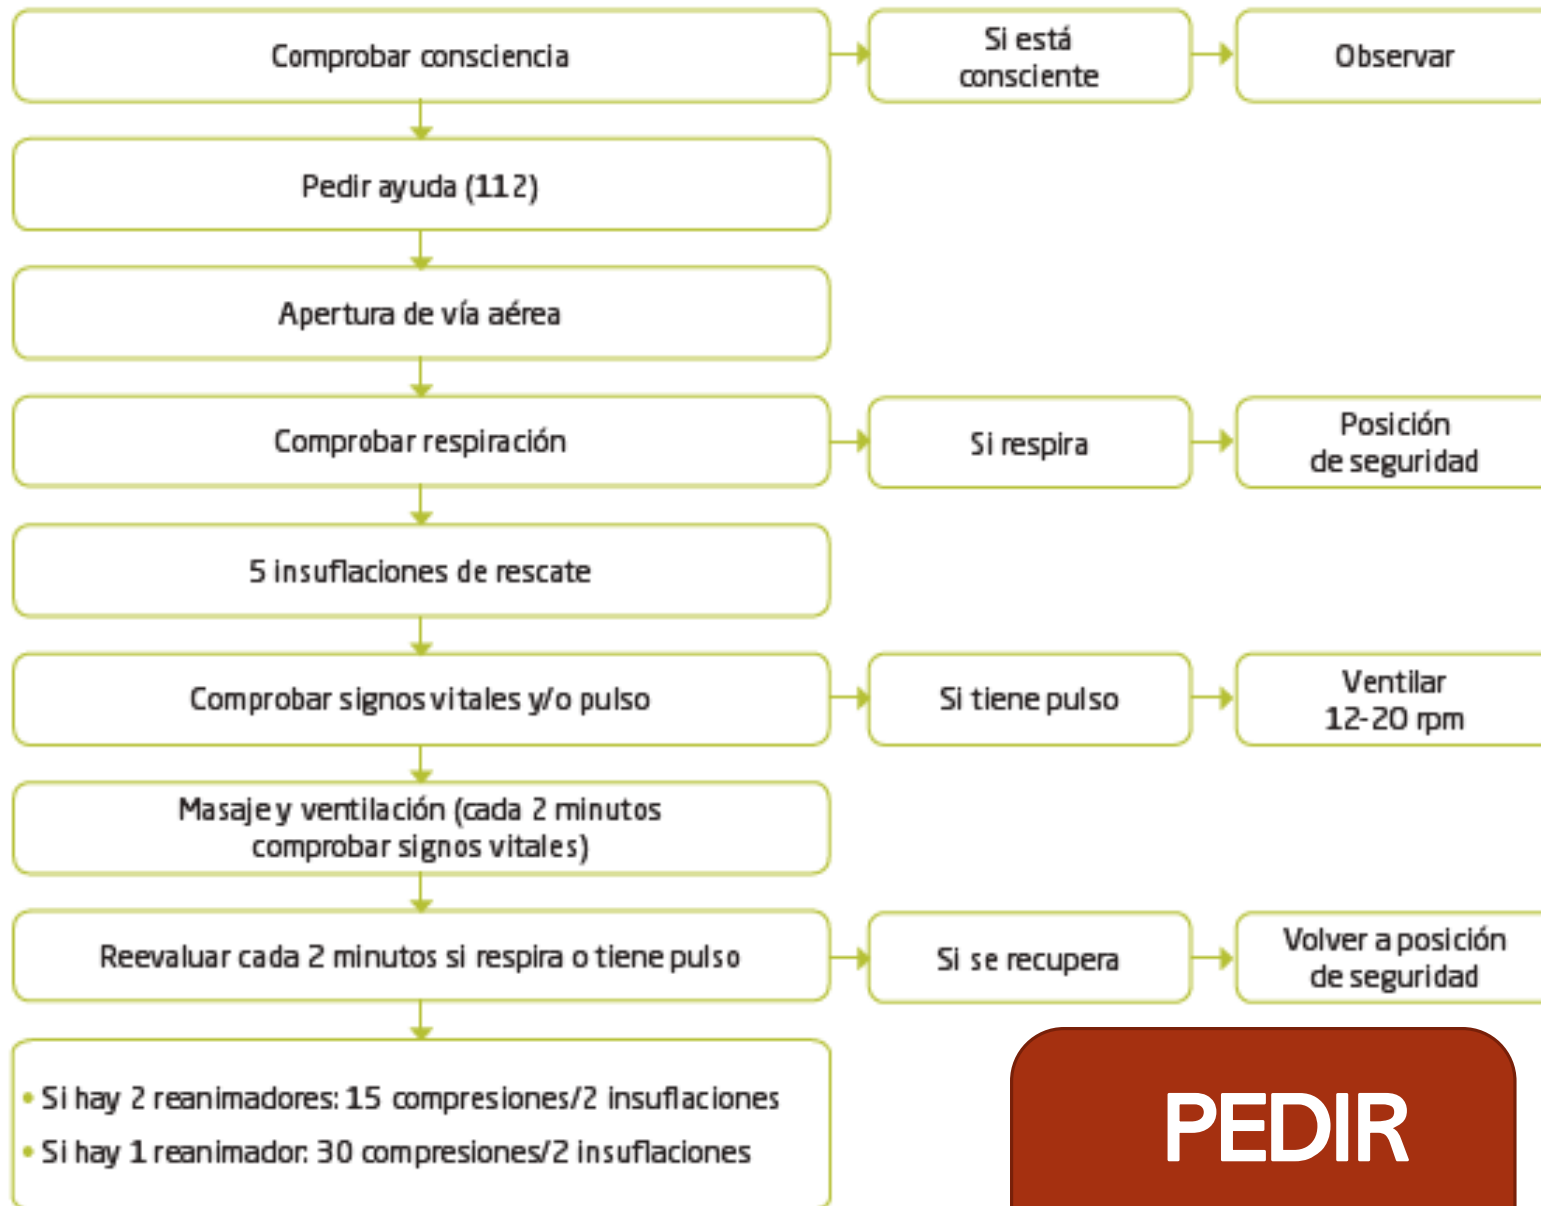 Comprobar consciencia
Si está
consciente
Observar
Pedir ayuda (112)
Apertura de vía aérea
Comprobar respiración
Si respira
Posición
de seguridad
5 insuflaciones de rescate
Comprobar signos vitales y/o pulso
Si tiene pulso
Ventilar
12-20 rpm
Masaje y ventilación (cada 2 minutos
comprobar signos vitales)
Reevaluar cada 2 minutos si respira o tiene pulso
Si se recupera
Volver a posición
de seguridad
• Si hay 2 reanimadores: 15 compresiones/2 insuflaciones
• Si hay 1 reanimador: 30 compresiones/2 insuflaciones
PEDIR